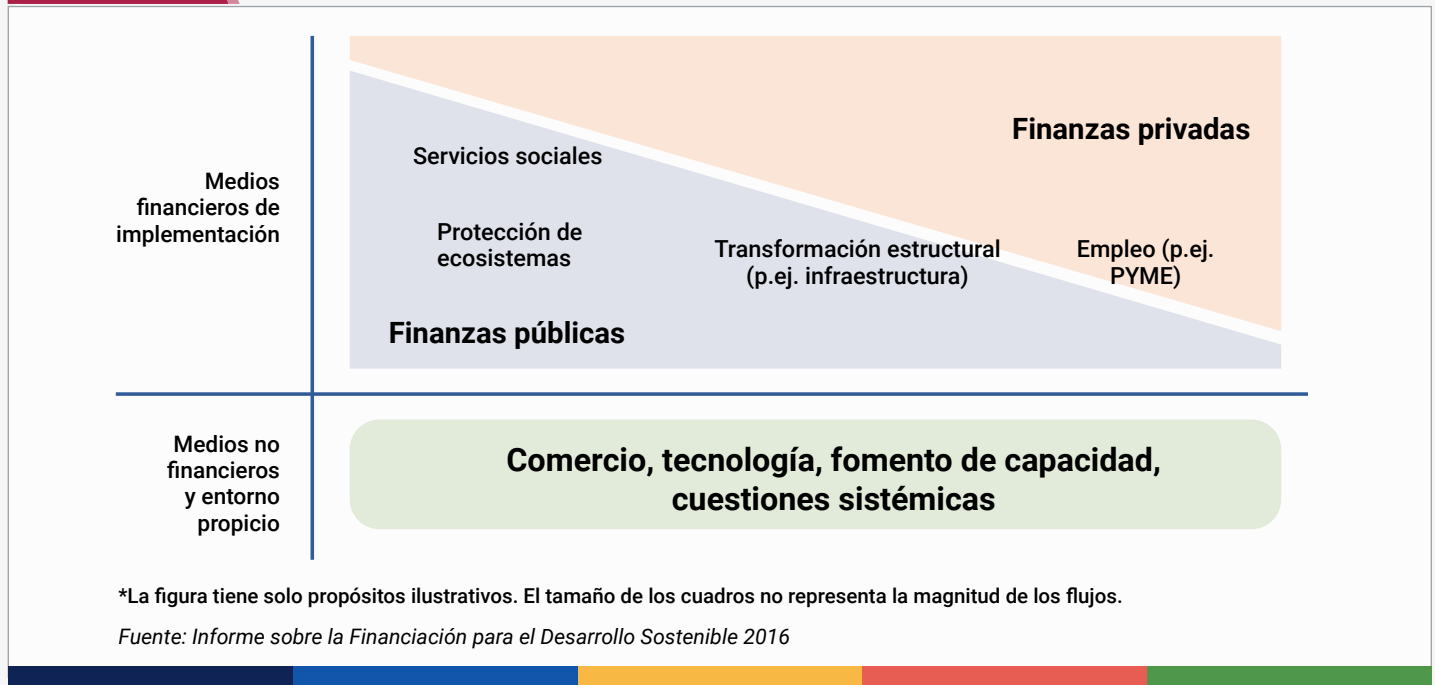 Finanzas privadas
Servicios sociales
Medios
financieros de
implementación
Protección de
ecosistemas
Transformación estructural
(p.ej. infraestructura)
Empleo (p.ej.
PYME)
Finanzas públicas
Medios no
financieros
y entorno
propicio
Comercio, tecnología, fomento de capacidad,
cuestiones sistémicas
*La figura tiene solo propósitos ilustrativos. El tamaño de los cuadros no representa la magnitud de los flujos.
Fuente: Informe sobre la Financiación para el Desarrollo Sostenible 2016